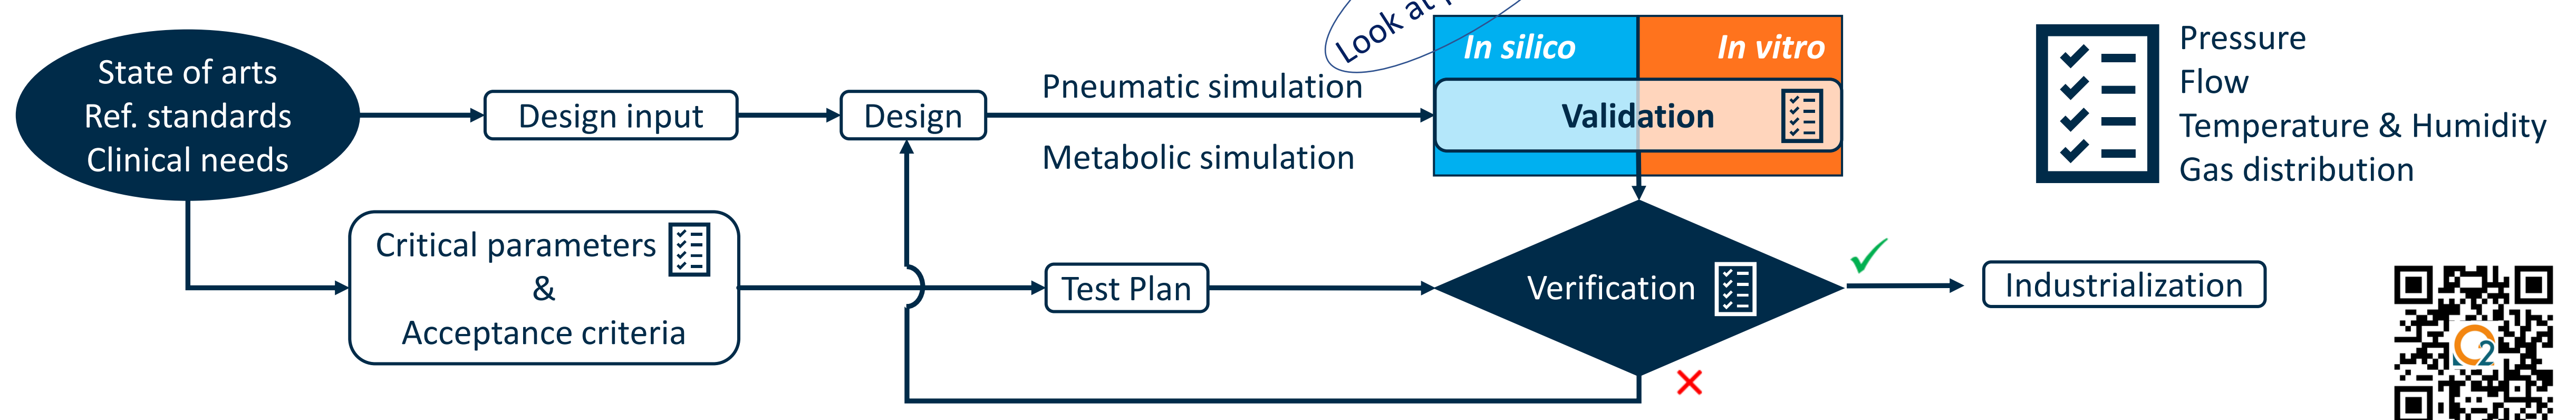 State of arts
Ref. standards
Clinical needs
Design input
Design
Pneumatic simulation
Metabolic simulation
Look at
In silico
In vitro
Validation
Pressure
Flow
Temperature & Humidity
Gas distribution
Critical parameters
&
Acceptance criteria
Test Plan
Verification
Industrialization
O2